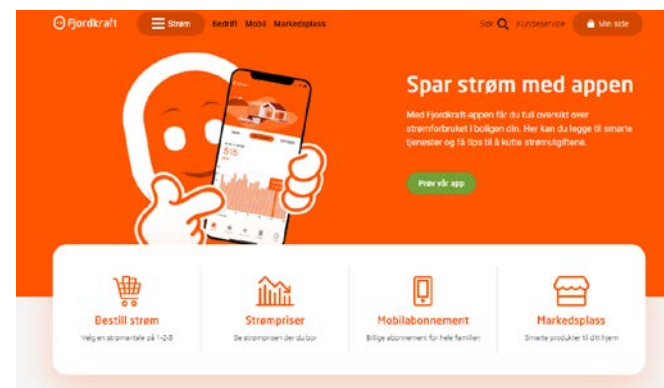 Fjordkraft
Strøm Bedrift Mobil Markedsplass
Søk Kundeservice Min side
Spar strøm med appen
Med Fjordkraft-appen får du full oversikt over
strømforbruket i boligen din. Her kan du legge til smarte
tjenester og få tips til å kutte strømutgiftene.
Prøv vår app
515
Bestill strøm
Velg en strømavtale på 1-2-3
Strømpriser
Se strømprisen der du bor
Mobilabonnement
Billige abonnement for hele familien
Markedsplass
Smarte produkter til ditt hjem